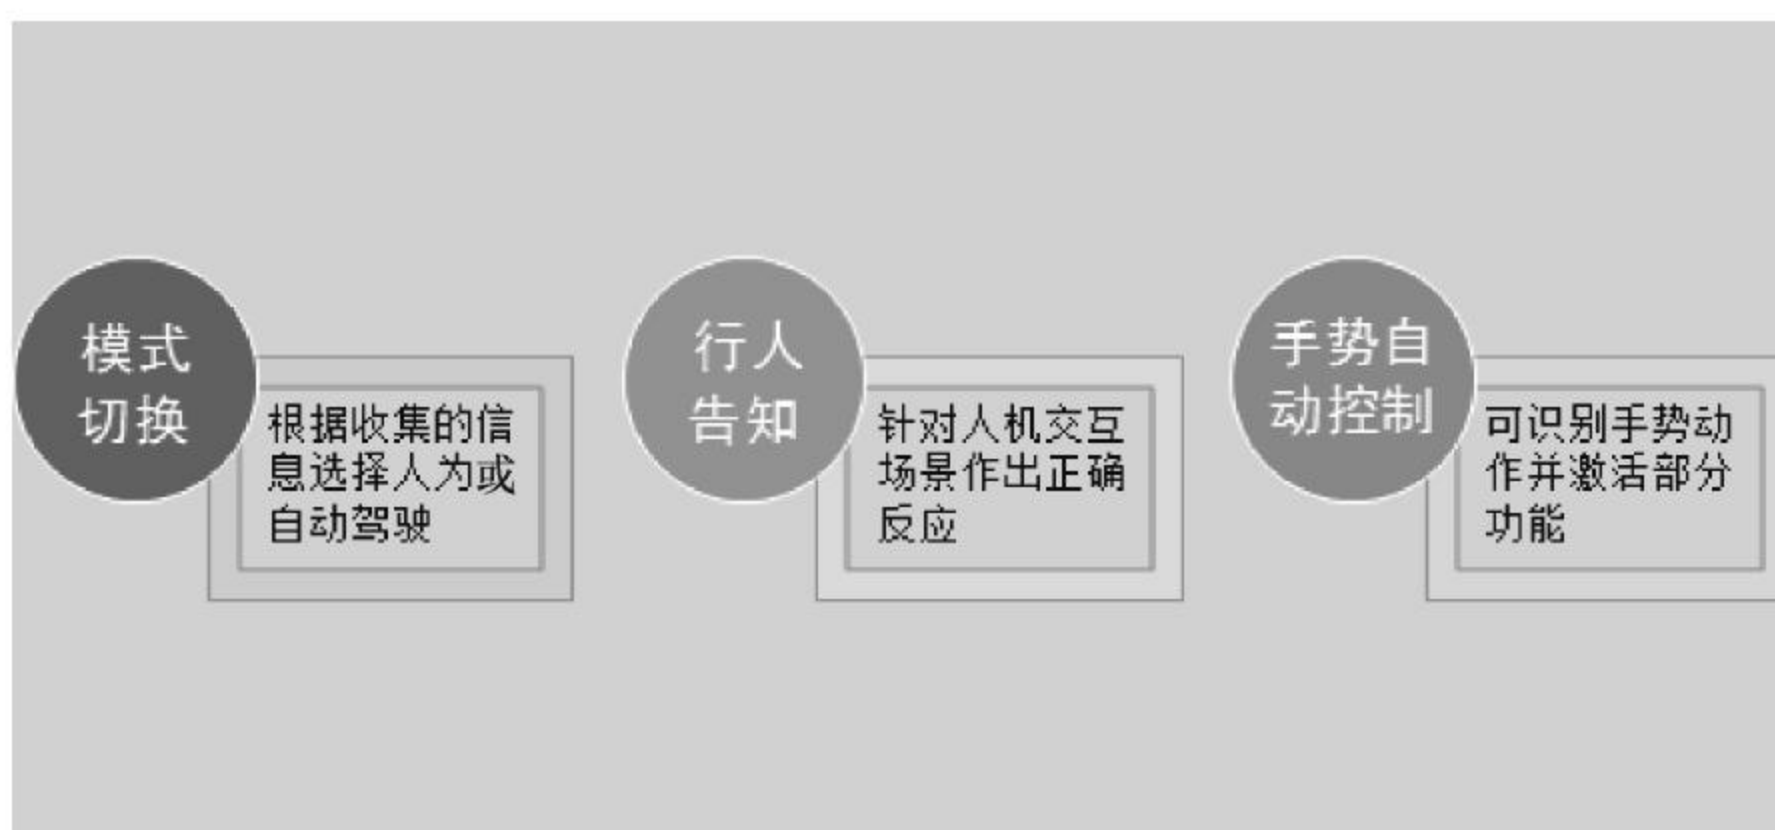 模式
切换
根据收集的信
息选择人为或
自动驾驶
行人
告知
针对人机交互
场景作出正确
反应
手势自
动控制
可识别手势动
作并激活部分
功能